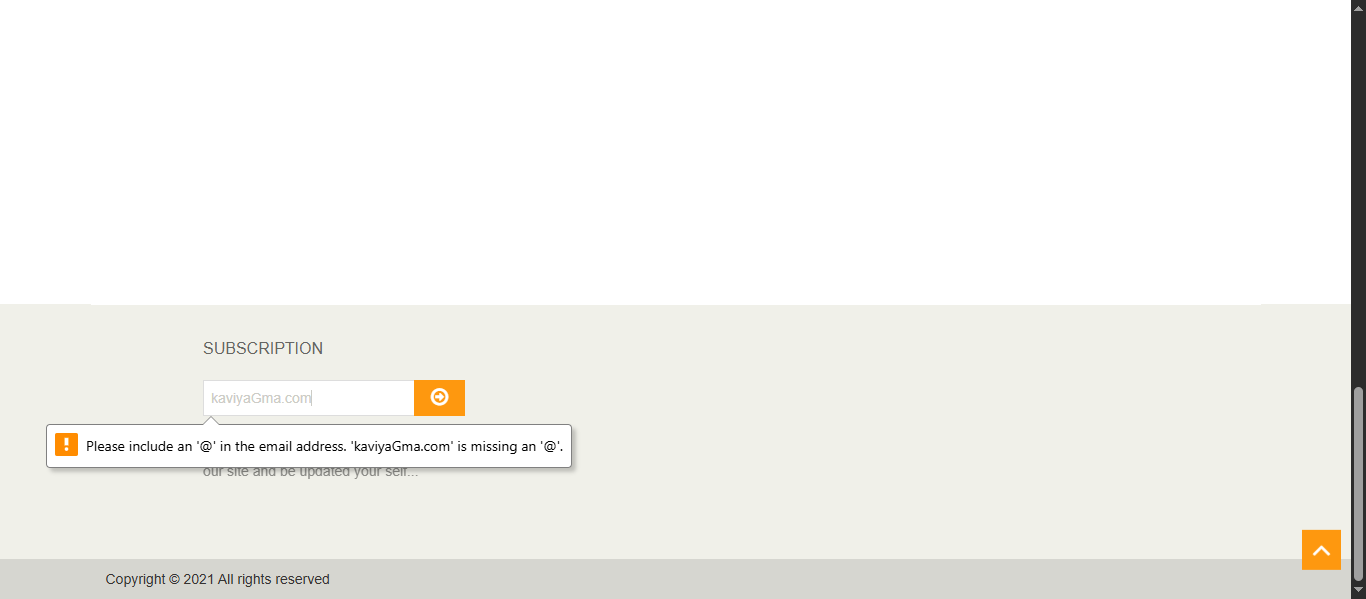 SUBSCRIPTION
kaviyaGma.com
Please include an '@' in the email address. 'kaviyaGma.com' is missing an '@'.
our site and be updated your self...
Copyright © 2021 All rights reserved